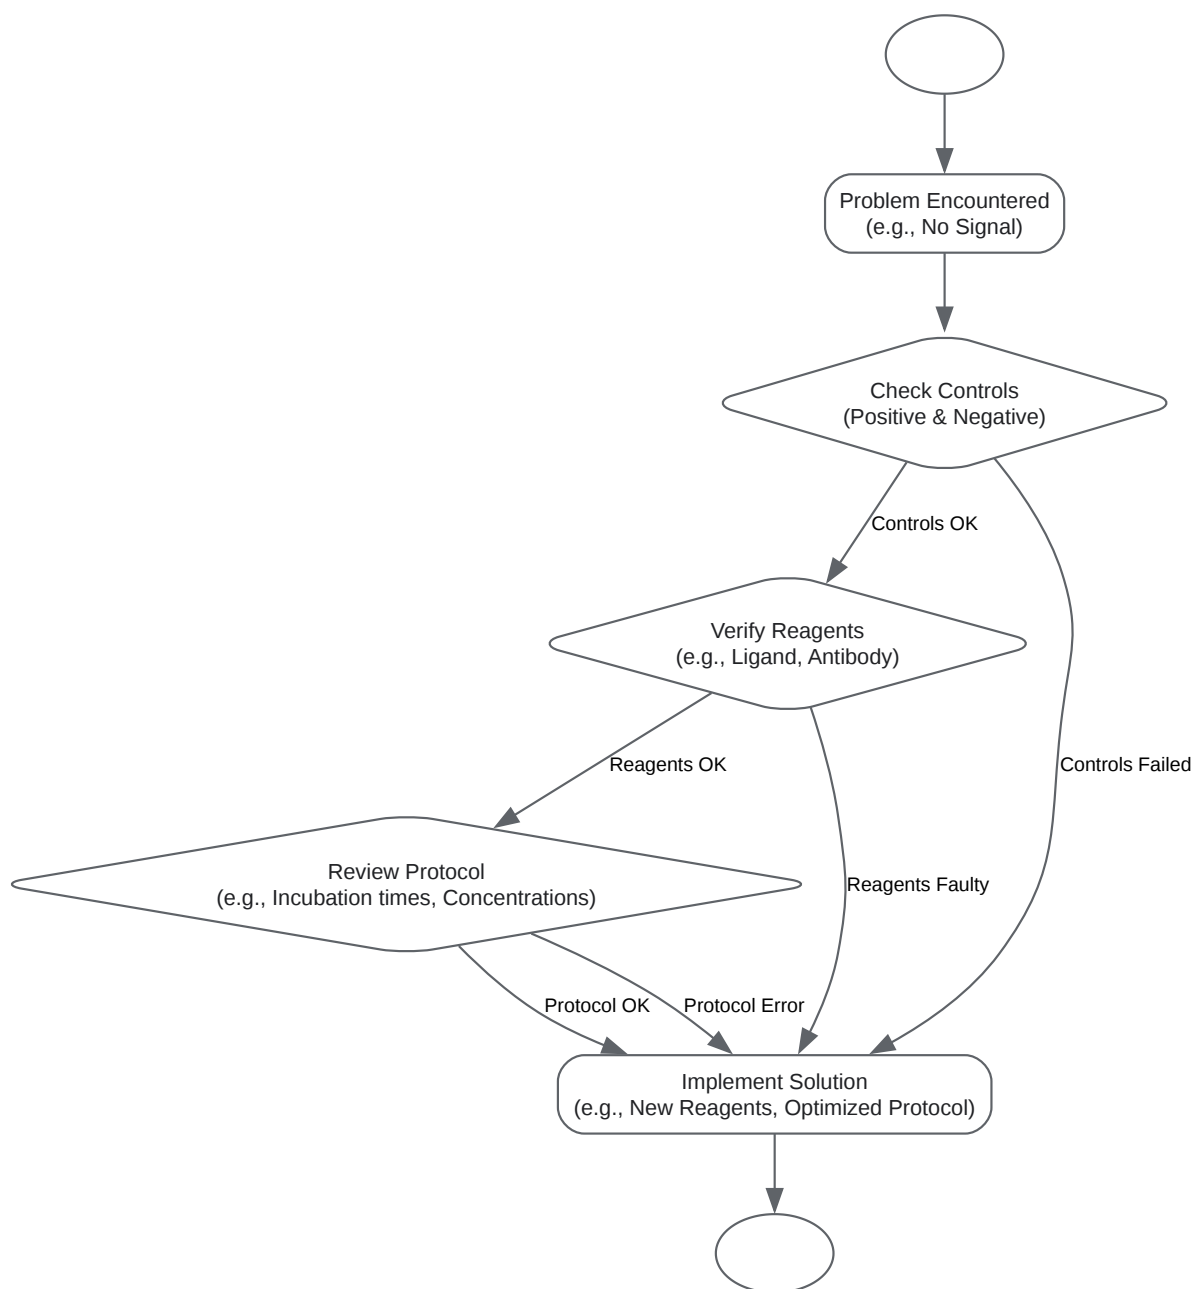 Problem Encountered
(e.g., No Signal)
Check Controls
(Positive & Negative)
Controls OK
Verify Reagents
(e.g., Ligand, Antibody)
Reagents OK
Controls Failed
Review Protocol
(e.g., Incubation times, Concentrations)
Reagents Faulty
Protocol OK
Protocol Error
Implement Solution
(e.g., New Reagents, Optimized Protocol)